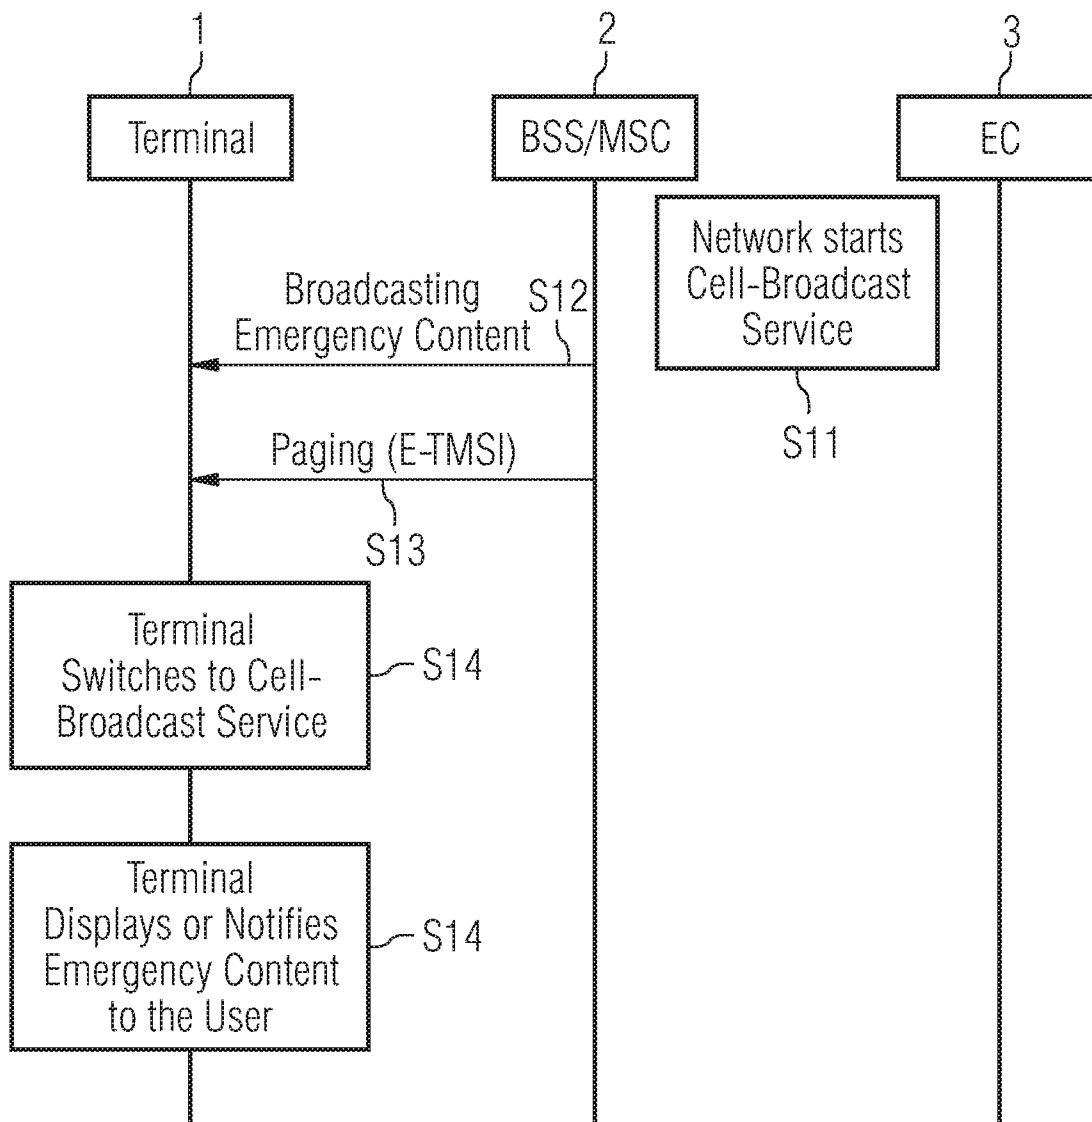 1
2
3
Terminal
BSS/MSC
EC
Network starts
Cell-Broadcast
Service
S11
Broadcasting
Emergency Content
S12
Paging (E-TMSI)
S13
Terminal
Switches to Cell-
Broadcast Service
S14
Terminal
Displays or Notifies
Emergency Content
to the User
S14